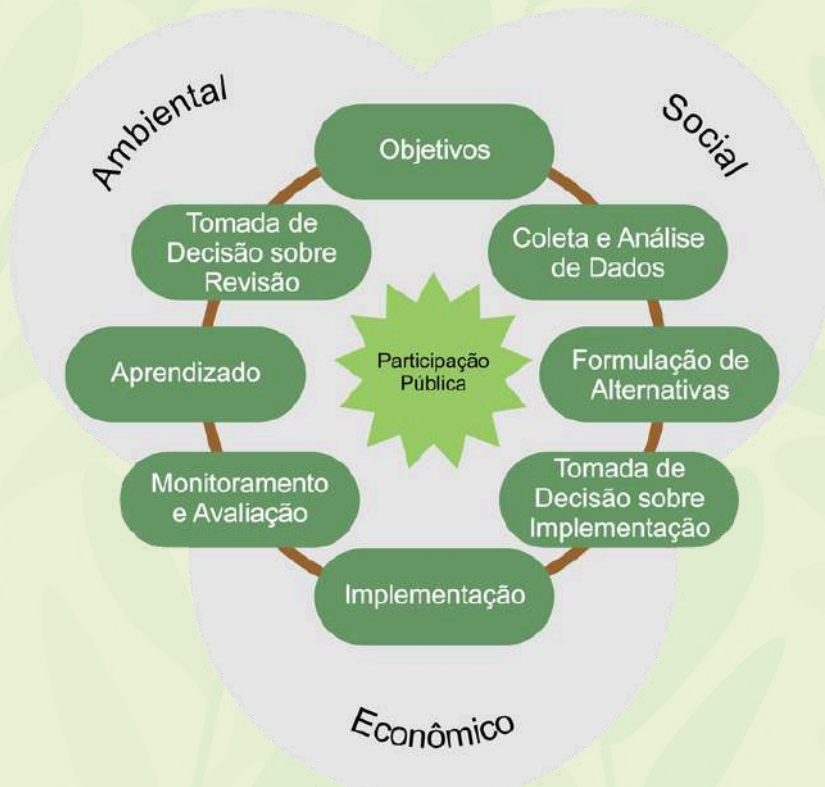 Ambiental
Social
Objetivos
Coleta e Análise
de Dados
Formulação de
Alternativas
Tomada de
Decisão sobre
Implementação
Implementação
Monitoramento
e Avaliação
Aprendizado
Tomada de
Decisão sobre
Revisão
Participação
Pública
Econômico